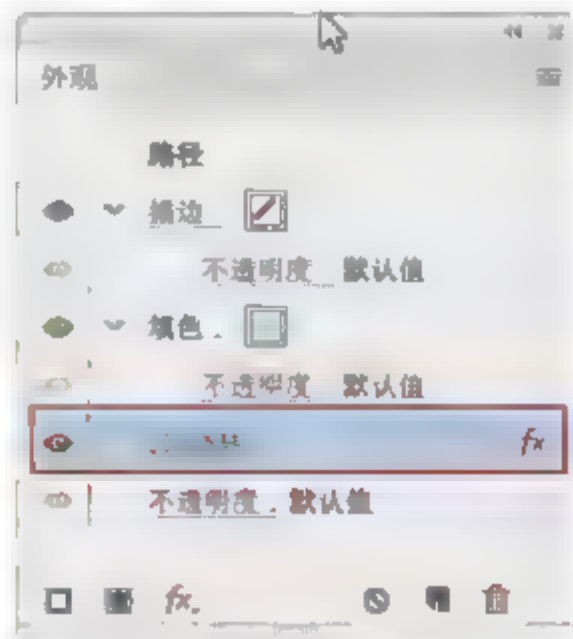 外观
路径
描边
不透明度 默认值
填色:
不透明度 默认值
fx
不透明度: 默认值
fx.